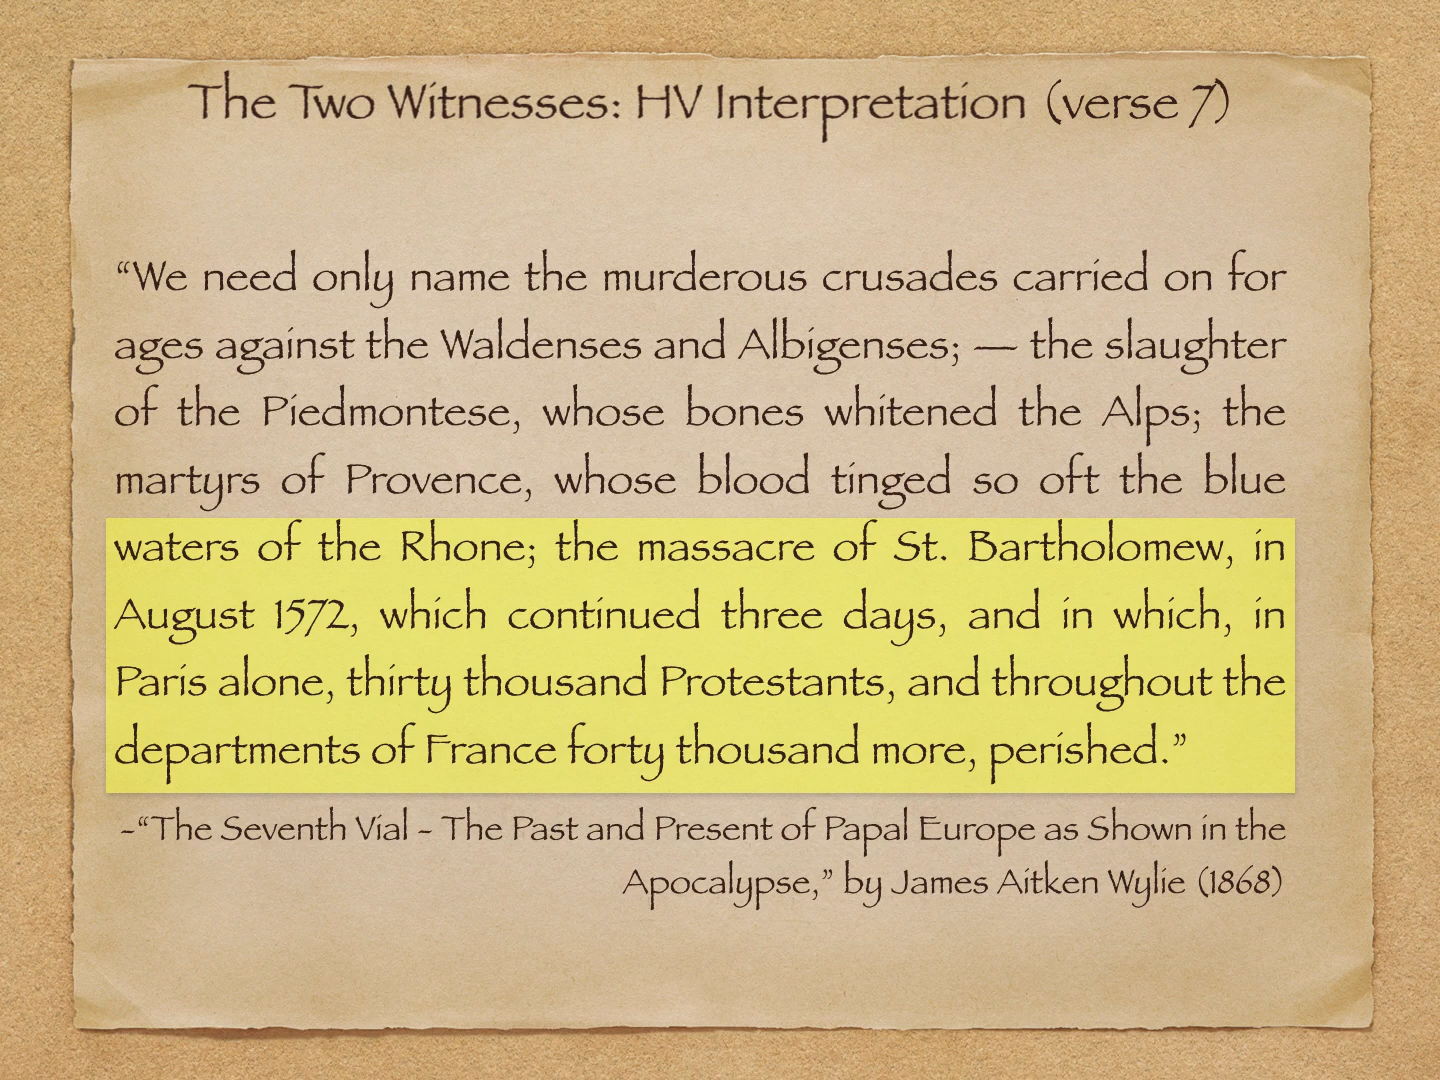 The Two Witnesses: HV Interpretation (verse 7)
“We need only name the murderous crusades carried on for
ages against the Waldenses and Albigenses; — the slaughter
of the Piedmontese, whose bones whitened the Alps; the
martyrs of Provence, whose blood tinged so oft the blue
waters of the Rhone; the massacre of St. Bartholomew, in
August 1572, which continued three days, and in which, in
Paris alone, thirty thousand Protestants, and throughout the
departments of France forty thousand more, perished.”
-“The Seventh Vial - The Past and Present of Papal Europe as Shown in the
Apocalypse,” by James Aitken Wylie (1868)